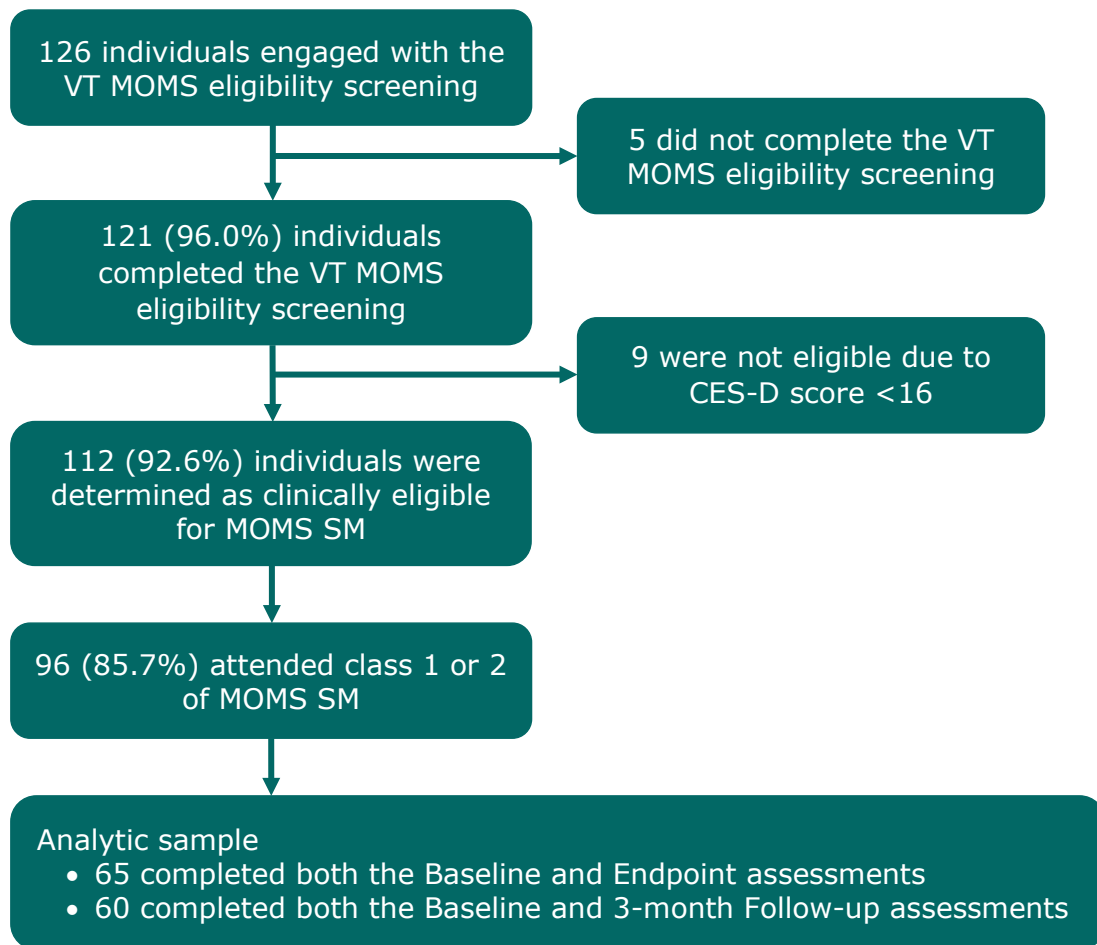 126 individuals engaged with the
VT MOMS eligibility screening
5 did not complete the VT
MOMS eligibility screening
121 (96.0%) individuals
completed the VT MOMS
eligibility screening
9 were not eligible due to
CES-D score <16
112 (92.6%) individuals were
determined as clinically eligible
for MOMS SM
96 (85.7%) attended class 1 or 2
of MOMS SM
Analytic sample
• 65 completed both the Baseline and Endpoint assessments
• 60 completed both the Baseline and 3-month Follow-up assessments